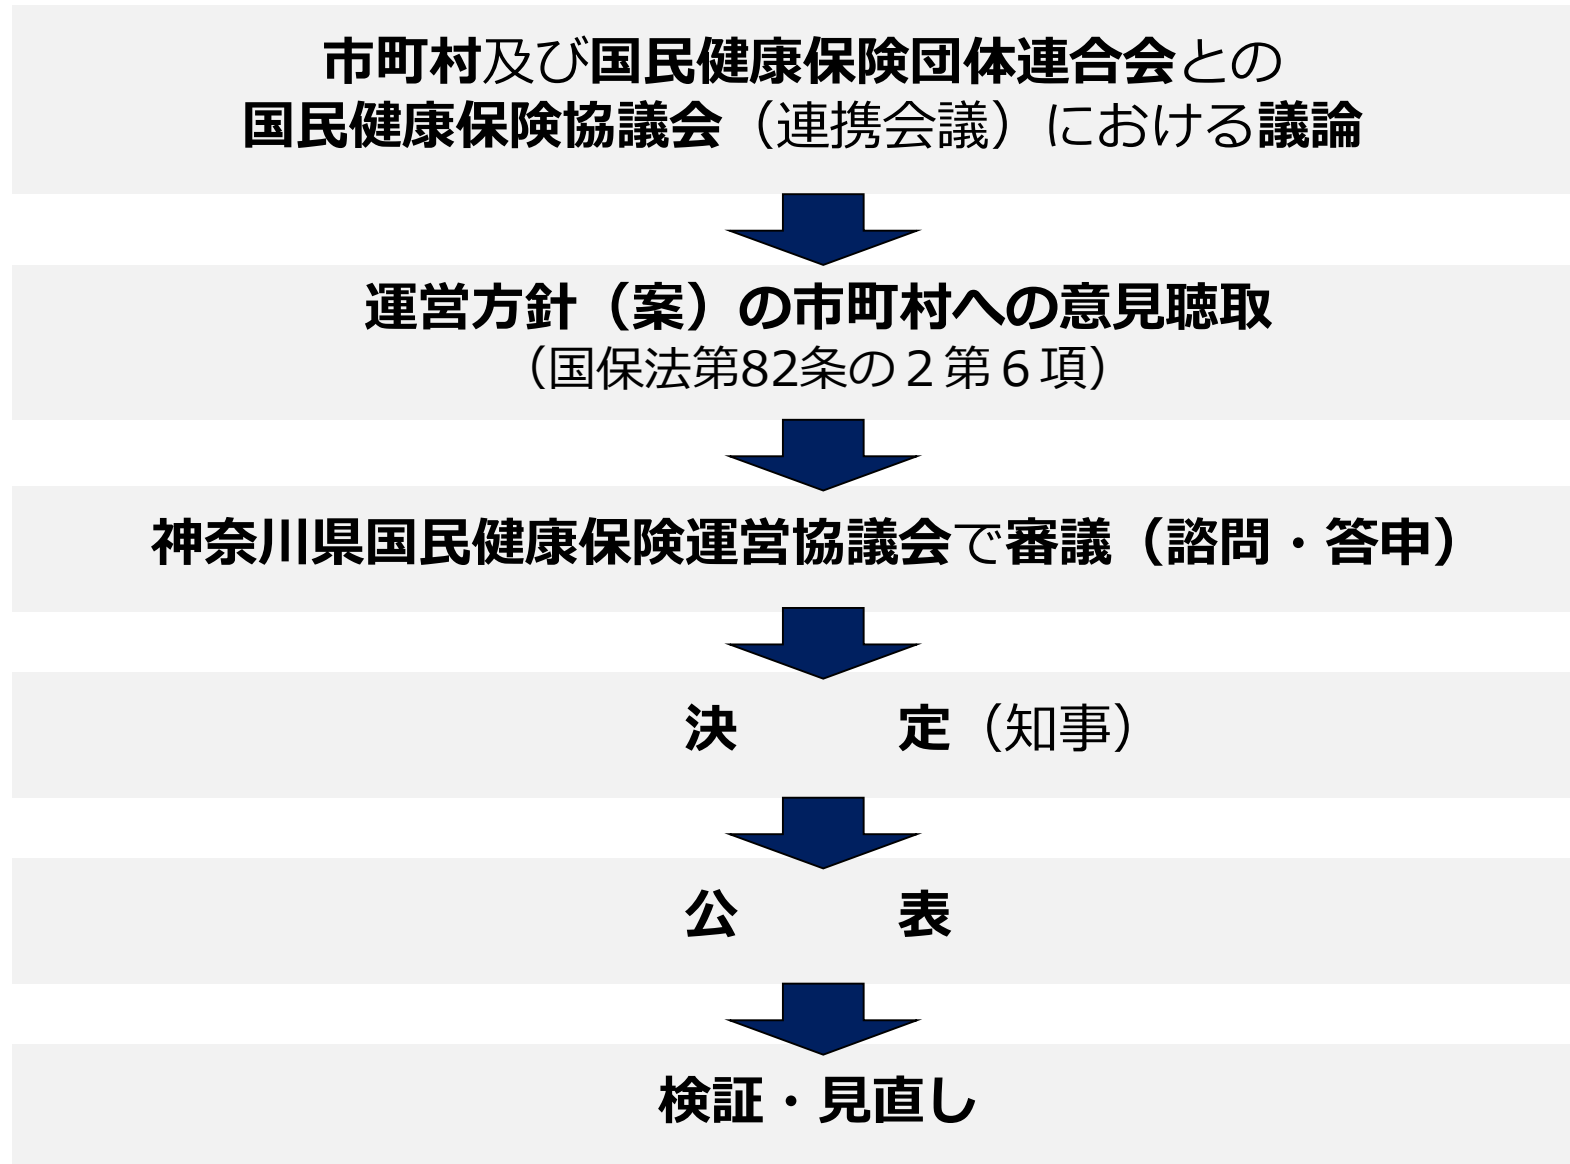 市町村及び国民健康保険団体連合会との
国民健康保険協議会（連携会議）における議論
運営方針（案）の市町村への意見聴取
（国保法第82条の２第６項）
神奈川県国民健康保険運営協議会で審議（諮問・答申）
決　　　定（知事）
公　　　表
検証・見直し